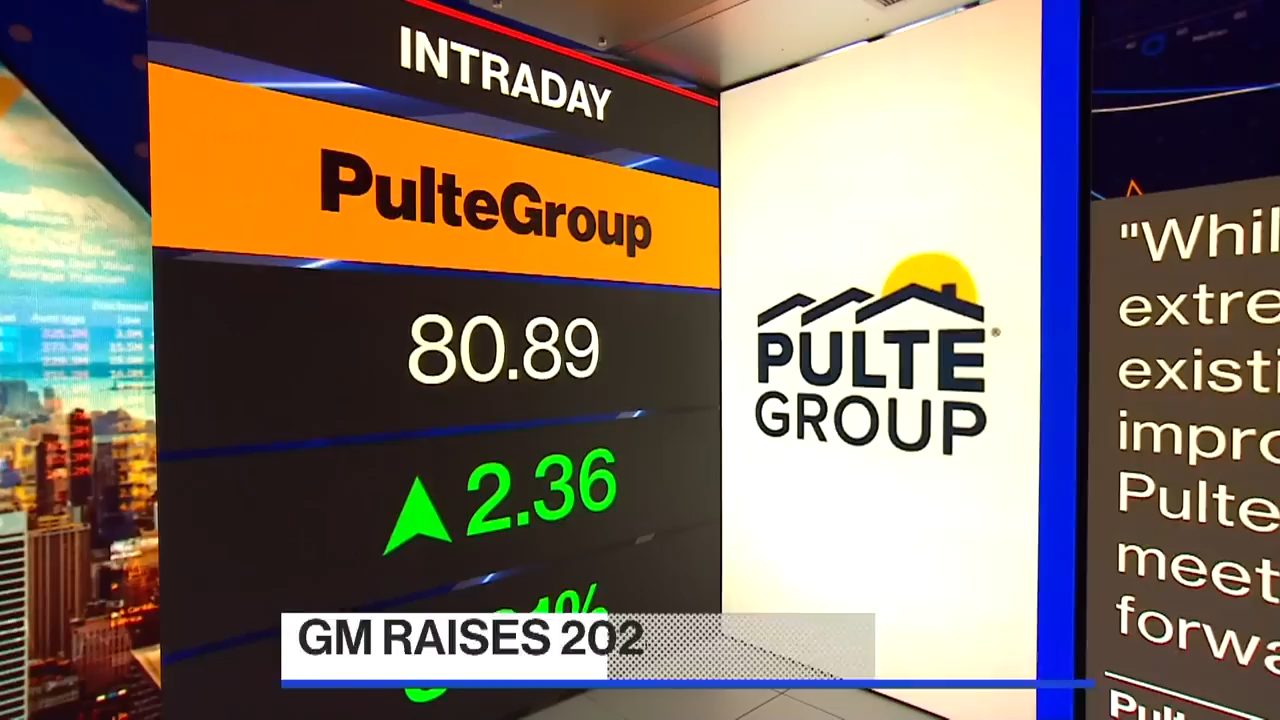 INTRADAY
PulteGroup
80.89
▲2.36
GM RAISES 202
PULTE
GROUP
®
"Whil
extre
existi
impro
Pulte
meet
forwa